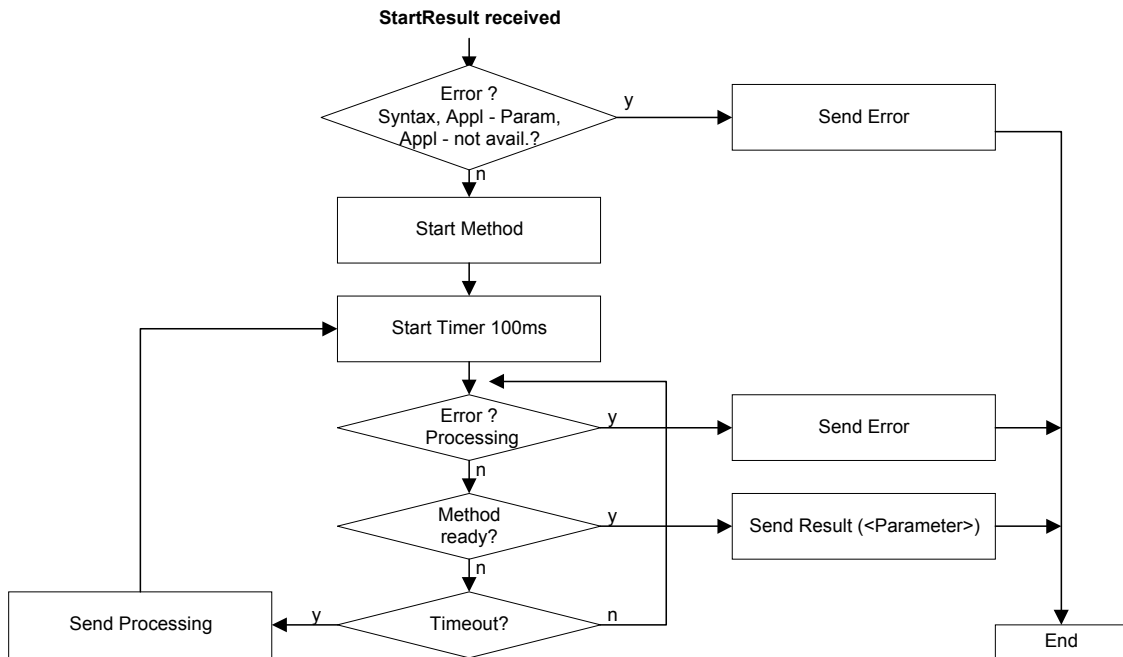 StartResult received
Error ?
Syntax, Appl - Param,
Appl - not avail.?
y
Send Error
n
Start Method
Start Timer 100ms
Error ?
Processing
y
Send Error
n
Method
ready?
y
Send Result (<Parameter>)
n
Send Processing
y
Timeout?
n
End